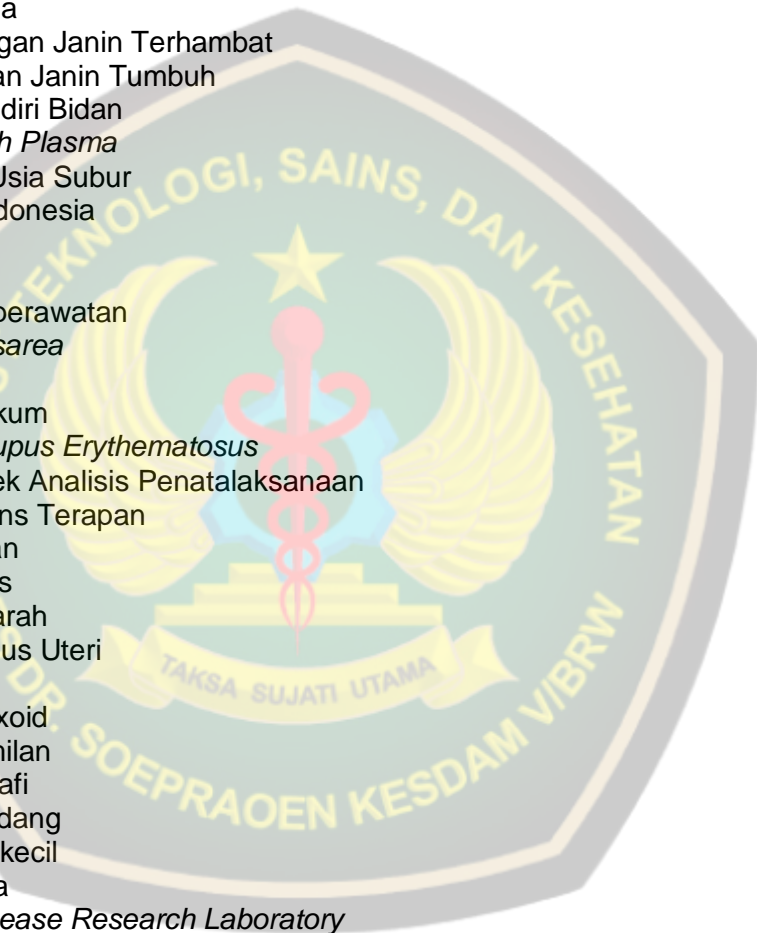 a
gan Janin Terhambat
an Janin Tumbuh
diri Bidan
h Plasma
Usia Subur
donesia
perawatan
sarea
kum
upus Erythematosus
ek Analisis Penatalaksanaan
ns Terapan
an
s
arah
us Uteri
xoid
nilan
afi
dang
kecil
a
ease Research Laboratory
TEKNOLOGI, SAINS, DAN KESEHATAN
TAKSA SUJATI UTAMA
DR. SOEPRAOEN KESDAM V/BRW